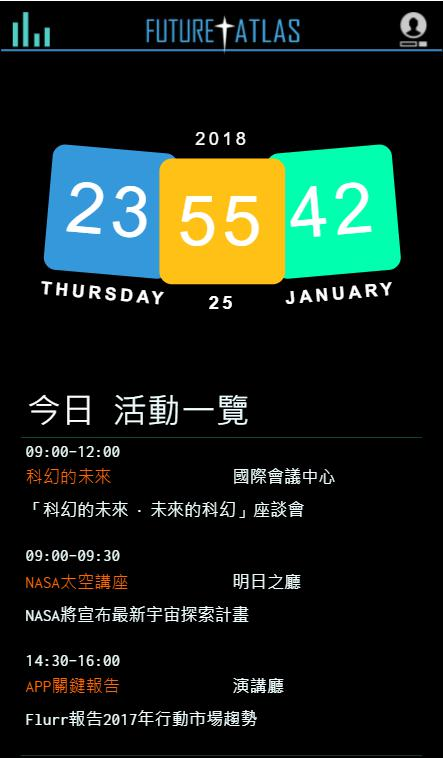 FUTURE ATLAS
2018
23 55 42
THURSDAY 25 JANUARY
今日 活動一覽
09:00-12:00
科幻的未來 國際會議中心
「科幻的未來 · 未來的科幻」座談會
09:00-09:30
NASA太空講座 明日之廳
NASA將宣布最新宇宙探索計畫
14:30-16:00
APP關鍵報告 演講廳
Flurr報告2017年行動市場趨勢